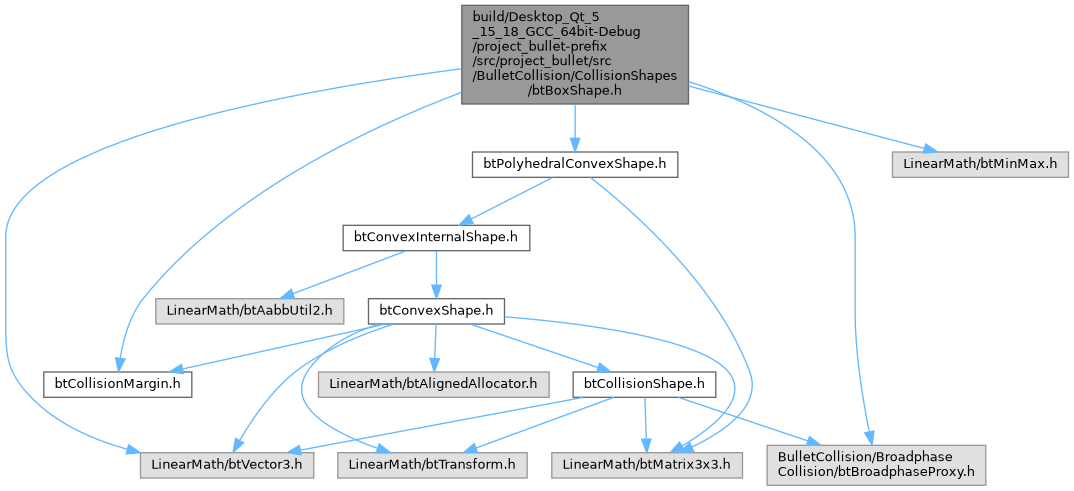 build/Desktop_Qt_5
_15_18_GCC_64bit-Debug
/project_bullet-prefix
/src/project_bullet/src
/BulletCollision/CollisionShapes
/btBoxShape.h
btPolyhedralConvexShape.h
LinearMath/btMinMax.h
btConvexInternalShape.h
LinearMath/btAabbUtil2.h
btConvexShape.h
btCollisionMargin.h
LinearMath/btAlignedAllocator.h
btCollisionShape.h
LinearMath/btVector3.h
LinearMath/btTransform.h
LinearMath/btMatrix3x3.h
BulletCollision/Broadphase
Collision/btBroadphaseProxy.h